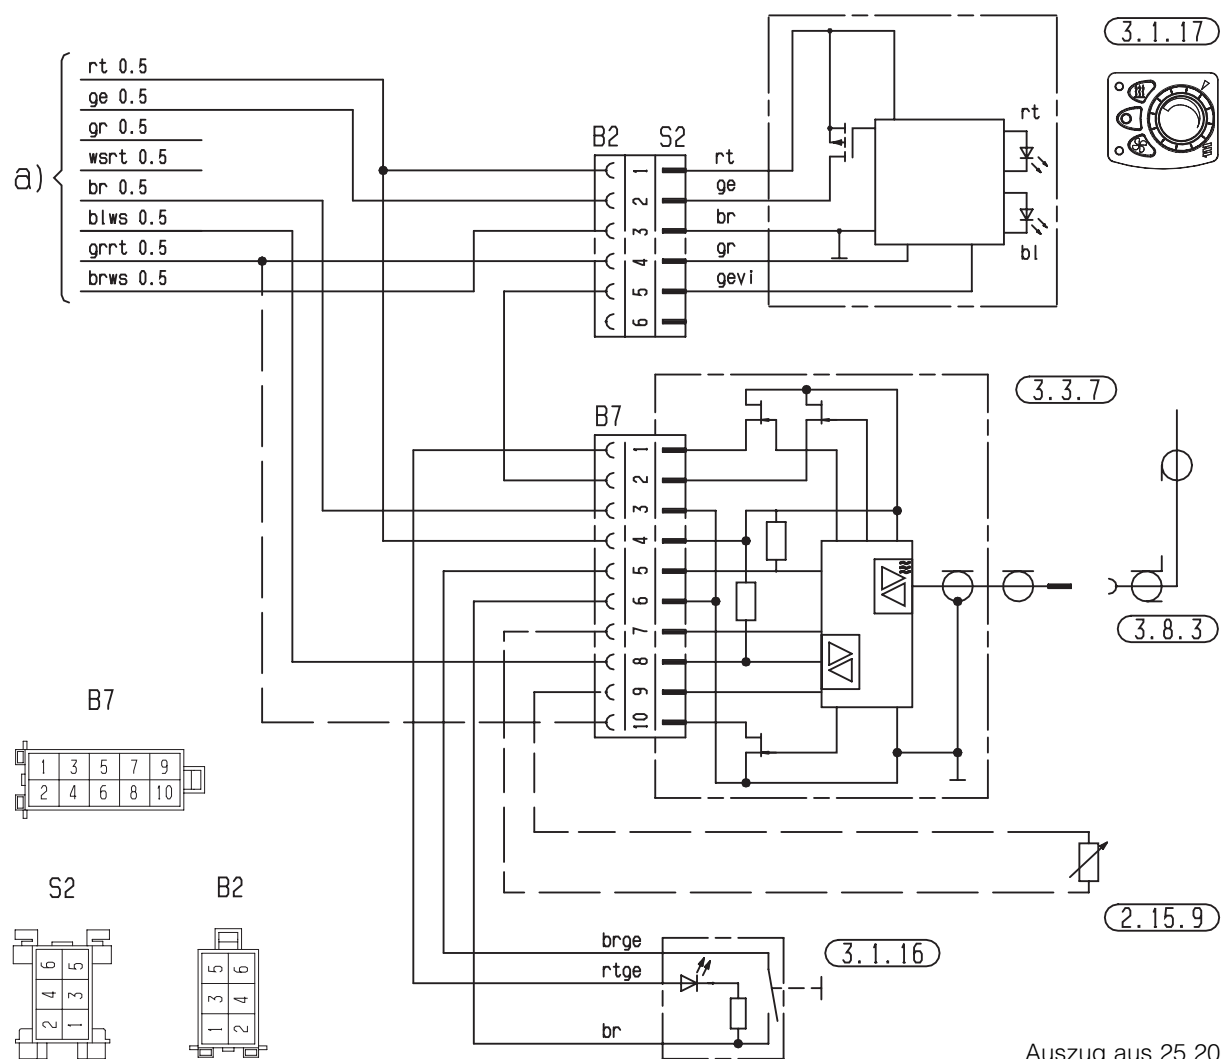 3.1.17
a)
rt 0.5
ge 0.5
gr 0.5
wsrt 0.5
br 0.5
blws 0.5
grrt 0.5
brws 0.5
B2 S2
1
2
3
4
5
6
rt
ge
br
gr
gevi
rt
bl
3.3.7
B7
1
2
3
4
5
6
7
8
9
10
3.8.3
B7
1 3 5 7 9
2 4 6 8 10
S2
6 5
4 3
2 1
B2
5 6
3 4
1 2
2.15.9
brge
rtge
br
3.1.16
Auszug aus 25 20